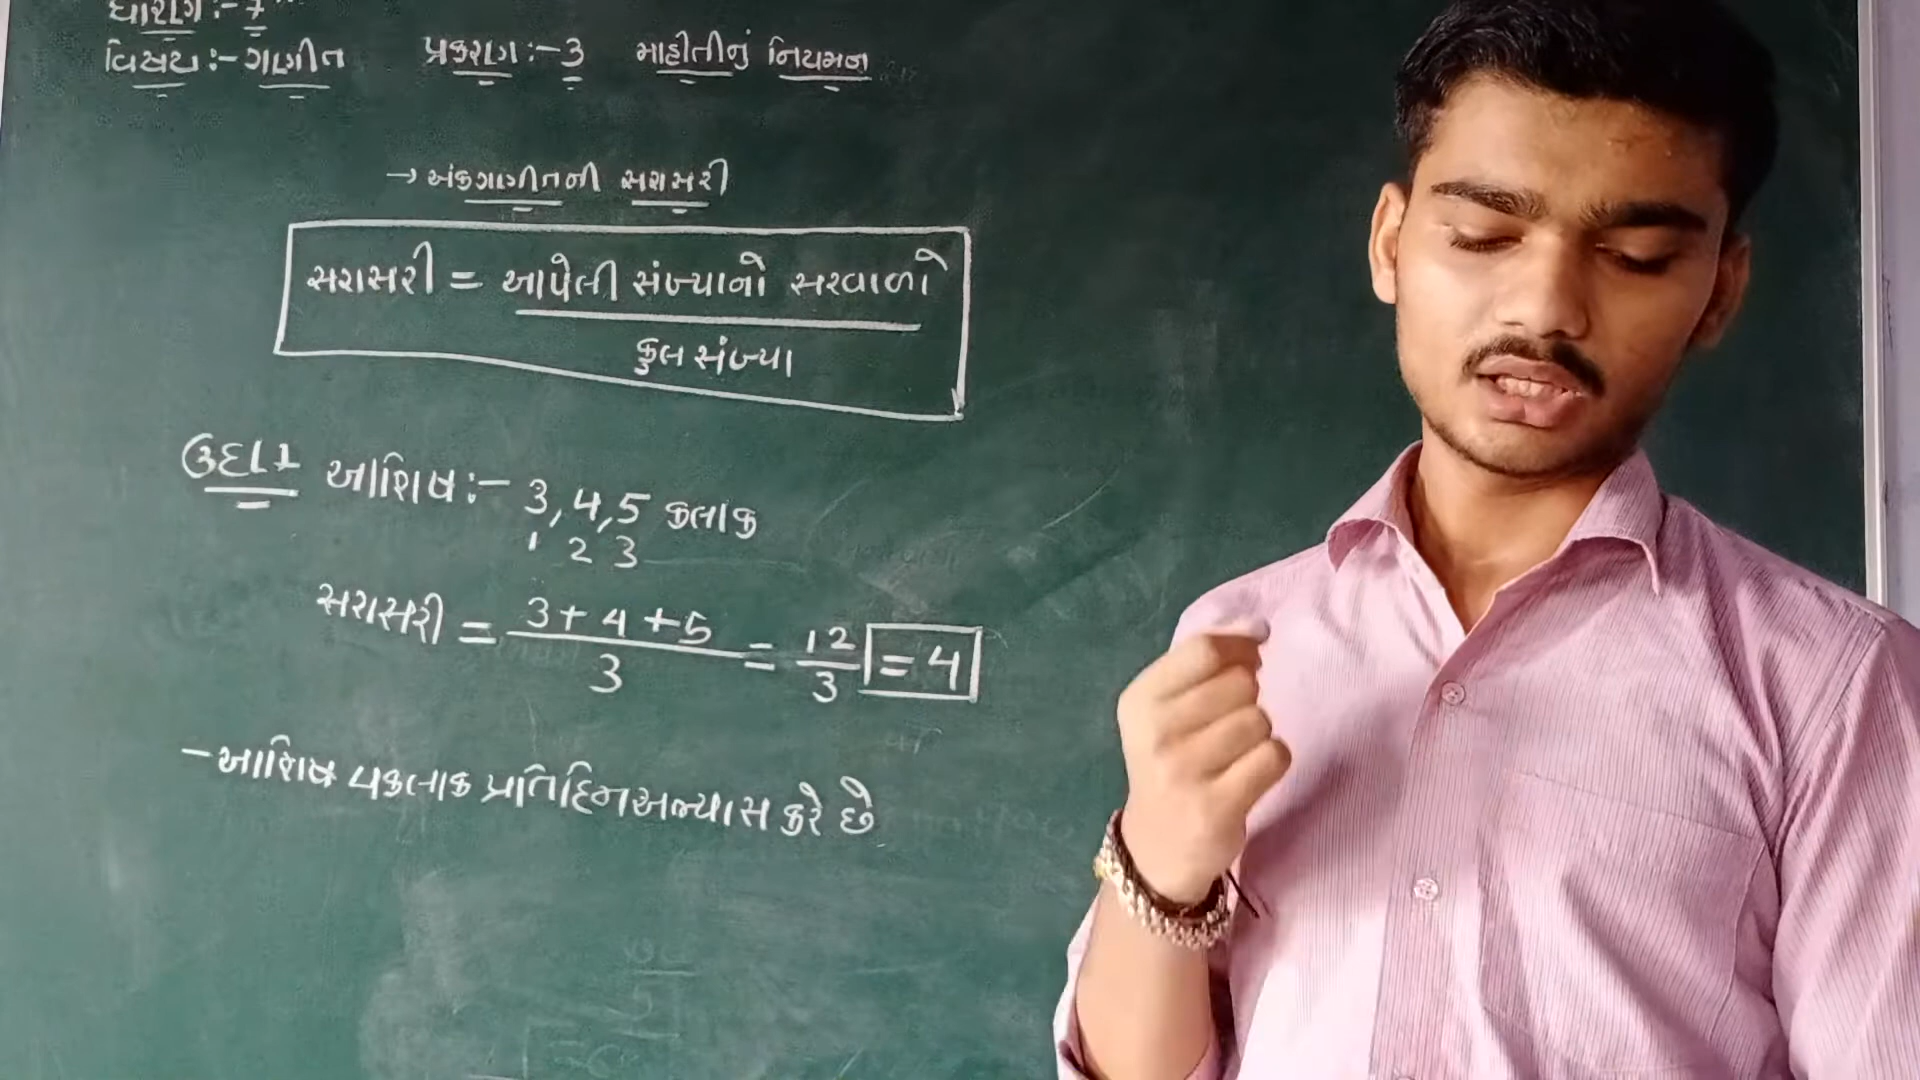 ધોરણ :- 7
વિષય :- ગણીત પ્રકરણ :- 3 માહીતીનું નિયમન
→ અંકગણીતની સરાસરી
સરાસરી = આપેલી સંખ્યાનો સરવાળો
કુલ સંખ્યા
ઉદા 1 આશિષ :- 3, 4, 5 કલાક
1 2 3
સરાસરી = 3 + 4 + 5 = 12 = 4
3 3
- આશિષ 4 કલાક પ્રતિદિન અભ્યાસ કરે છે